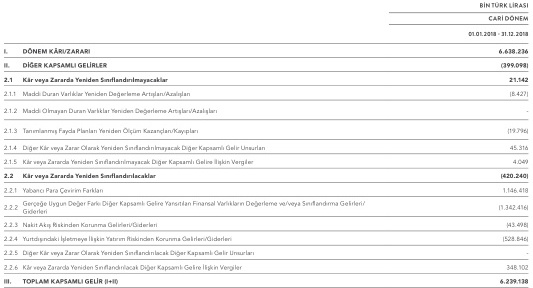 BİN TÜRK LİRASI
CARİ DÖNEM
01.01.2018 - 31.12.2018
I. DÖNEM KÂRI/ZARARI 6.638.236
II. DİĞER KAPSAMLI GELİRLER (399.098)
2.1 Kâr veya Zararda Yeniden Sınıflandırılmayacaklar 21.142
2.1.1 Maddi Duran Varlıklar Yeniden Değerleme Artışları/Azalışları (8.427)
2.1.2 Maddi Olmayan Duran Varlıklar Yeniden Değerleme Artışları/Azalışları -
2.1.3 Tanımlanmış Fayda Planları Yeniden Ölçüm Kazançları/Kayıpları (19.796)
2.1.4 Diğer Kâr veya Zarar Olarak Yeniden Sınıflandırılmayacak Diğer Kapsamlı Gelir Unsurları 45.316
2.1.5 Kâr veya Zararda Yeniden Sınıflandırılmayacak Diğer Kapsamlı Gelire İlişkin Vergiler 4.049
2.2 Kâr veya Zararda Yeniden Sınıflandırılacaklar (420.240)
2.2.1 Yabancı Para Çevirim Farkları 1.146.418
2.2.2 Gerçeğe Uygun Değer Farkı Diğer Kapsamlı Gelire Yansıtılan Finansal Varlıkların Değerleme ve/veya Sınıflandırma Gelirleri/
Giderleri (1.342.416)
2.2.3 Nakit Akış Riskinden Korunma Gelirleri/Giderleri (43.498)
2.2.4 Yurtdışındaki İşletmeye İlişkin Yatırım Riskinden Korunma Gelirleri/Giderleri (528.846)
2.2.5 Diğer Kâr veya Zarar Olarak Yeniden Sınıflandırılacak Diğer Kapsamlı Gelir Unsurları -
2.2.6 Kâr veya Zararda Yeniden Sınıflandırılacak Diğer Kapsamlı Gelire İlişkin Vergiler 348.102
III. TOPLAM KAPSAMLI GELİR (I+II) 6.239.138